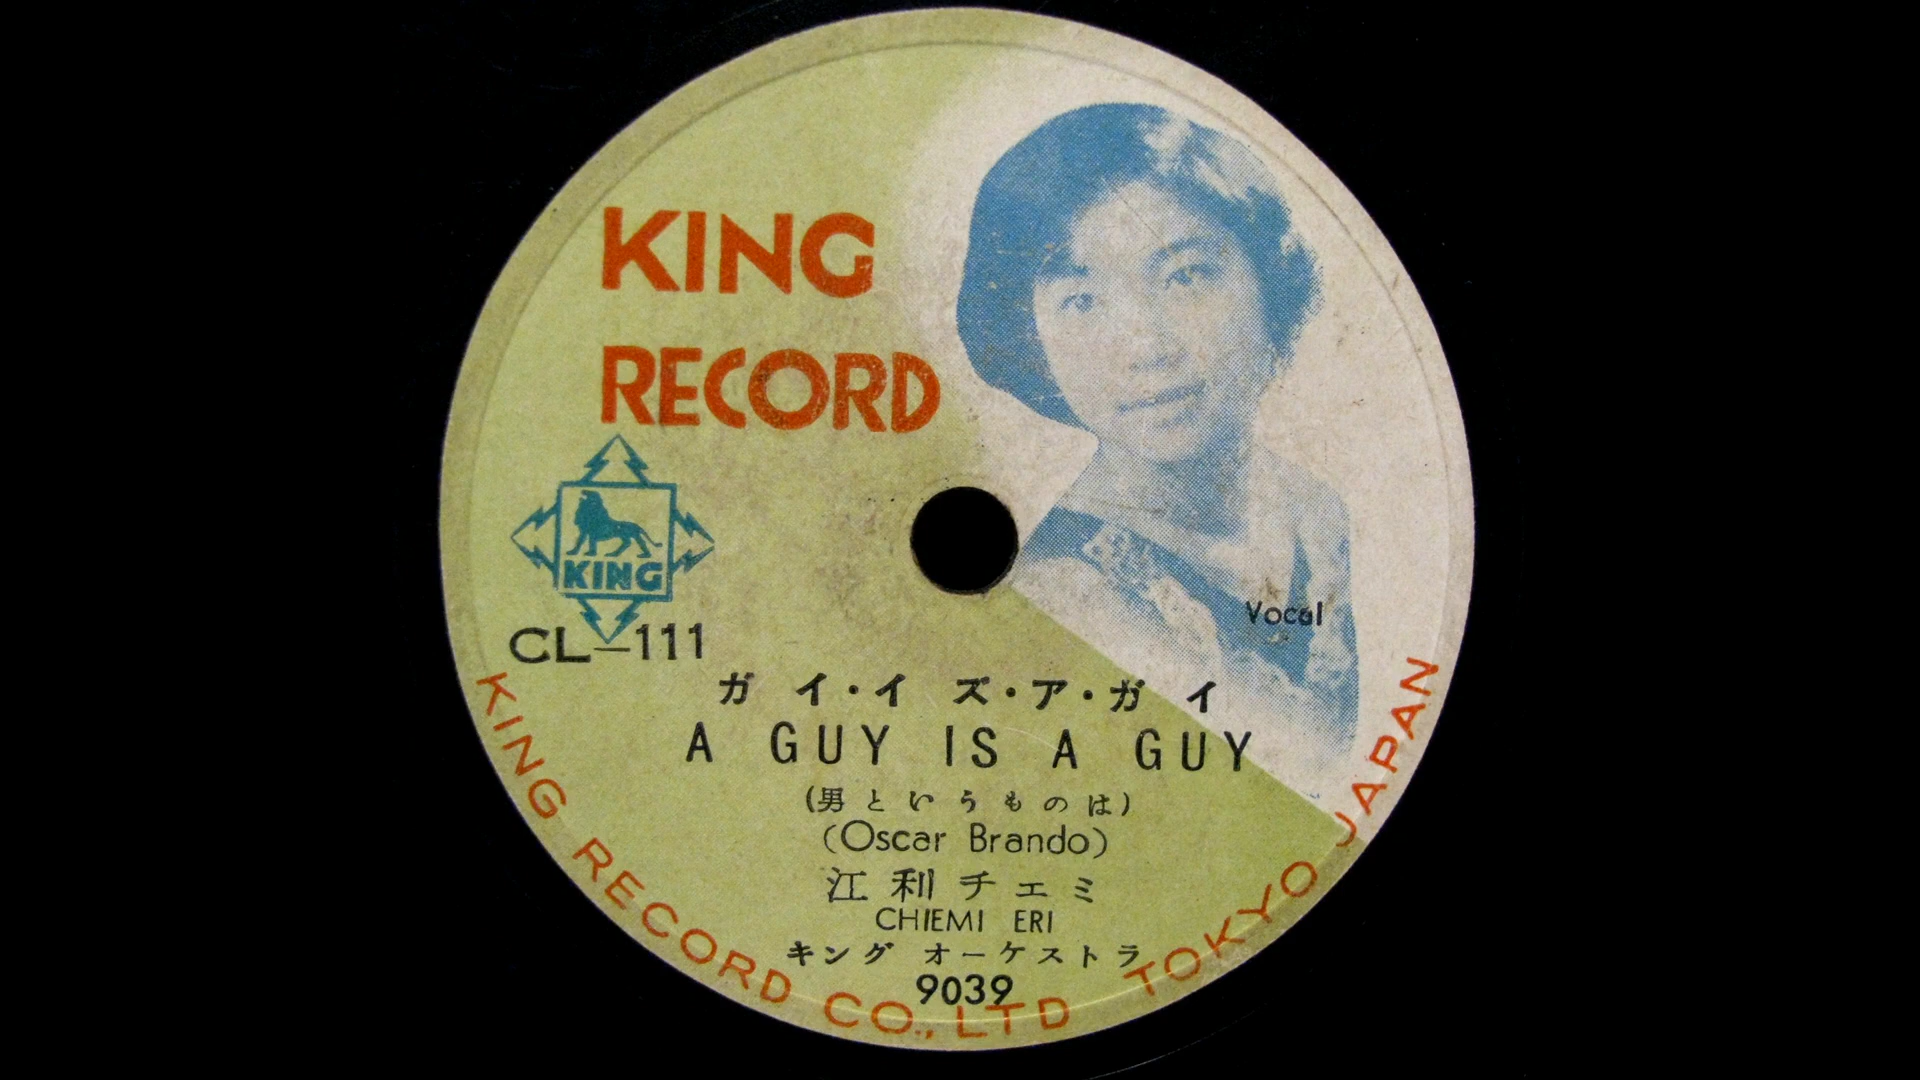 KING
RECORD
KING
CL-111
Vocal
ガイ・イズ・ア・ガイ
A GUY IS A GUY
(男というものは)
(Oscar Brando)
江利チエミ
CHIEMI ERI
キング オーケストラ
9039
KING RECORD CO., LTD TOKYO JAPAN